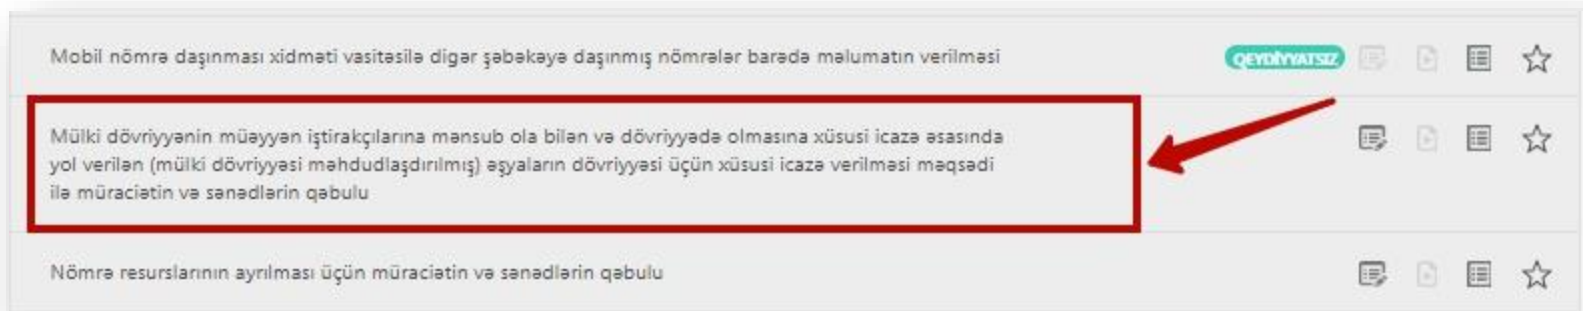 Mobil nömrə daşınması xidməti vasitəsilə digər şəbəkəyə daşınmış nömrələr barədə məlumatın verilməsi QEYDİYYATSIZ
Mülki dövriyyənin müəyyən iştirakçılarına mənsub ola bilən və dövriyyədə olmasına xüsusi icazə əsasında
yol verilən (mülki dövriyyəsi məhdudlaşdırılmış) əşyaların dövriyyəsi üçün xüsusi icazə verilməsi məqsədi
ilə müraciətin və sənədlərin qəbulu
Nömrə resurslarının ayrılması üçün müraciətin və sənədlərin qəbulu